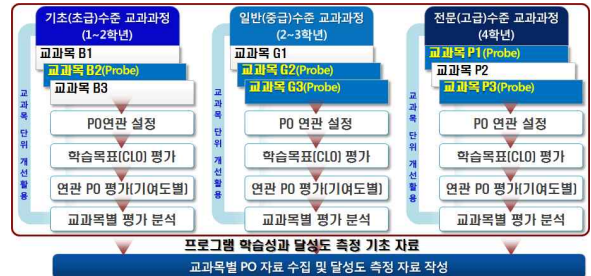 기초(초급)수준 교과과정
(1~2학년)
교과목 B1
교과목 B2(Probe)
교과목 B3
PO연관 설정
학습목표(CLO) 평가
연관 PO 평가(기여도별)
교과목별 평가 분석
교과목 단위 개선활용
일반(중급)수준 교과과정
(2~3학년)
교과목 G1
교과목 G2(Probe)
교과목 G3(Probe)
PO연관 설정
학습목표(CLO) 평가
연관 PO 평가(기여도별)
교과목별 평가 분석
교과목 단위 개선활용
전문(고급)수준 교과과정
(4학년)
교과목 P1(Probe)
교과목 P2
교과목 P3(Probe)
PO연관 설정
학습목표(CLO) 평가
연관 PO 평가(기여도별)
교과목별 평가 분석
교과목 단위 개선활용
프로그램 학습성과 달성도 측정 기초 자료
교과목별 PO 자료 수집 및 달성도 측정 자료 작성